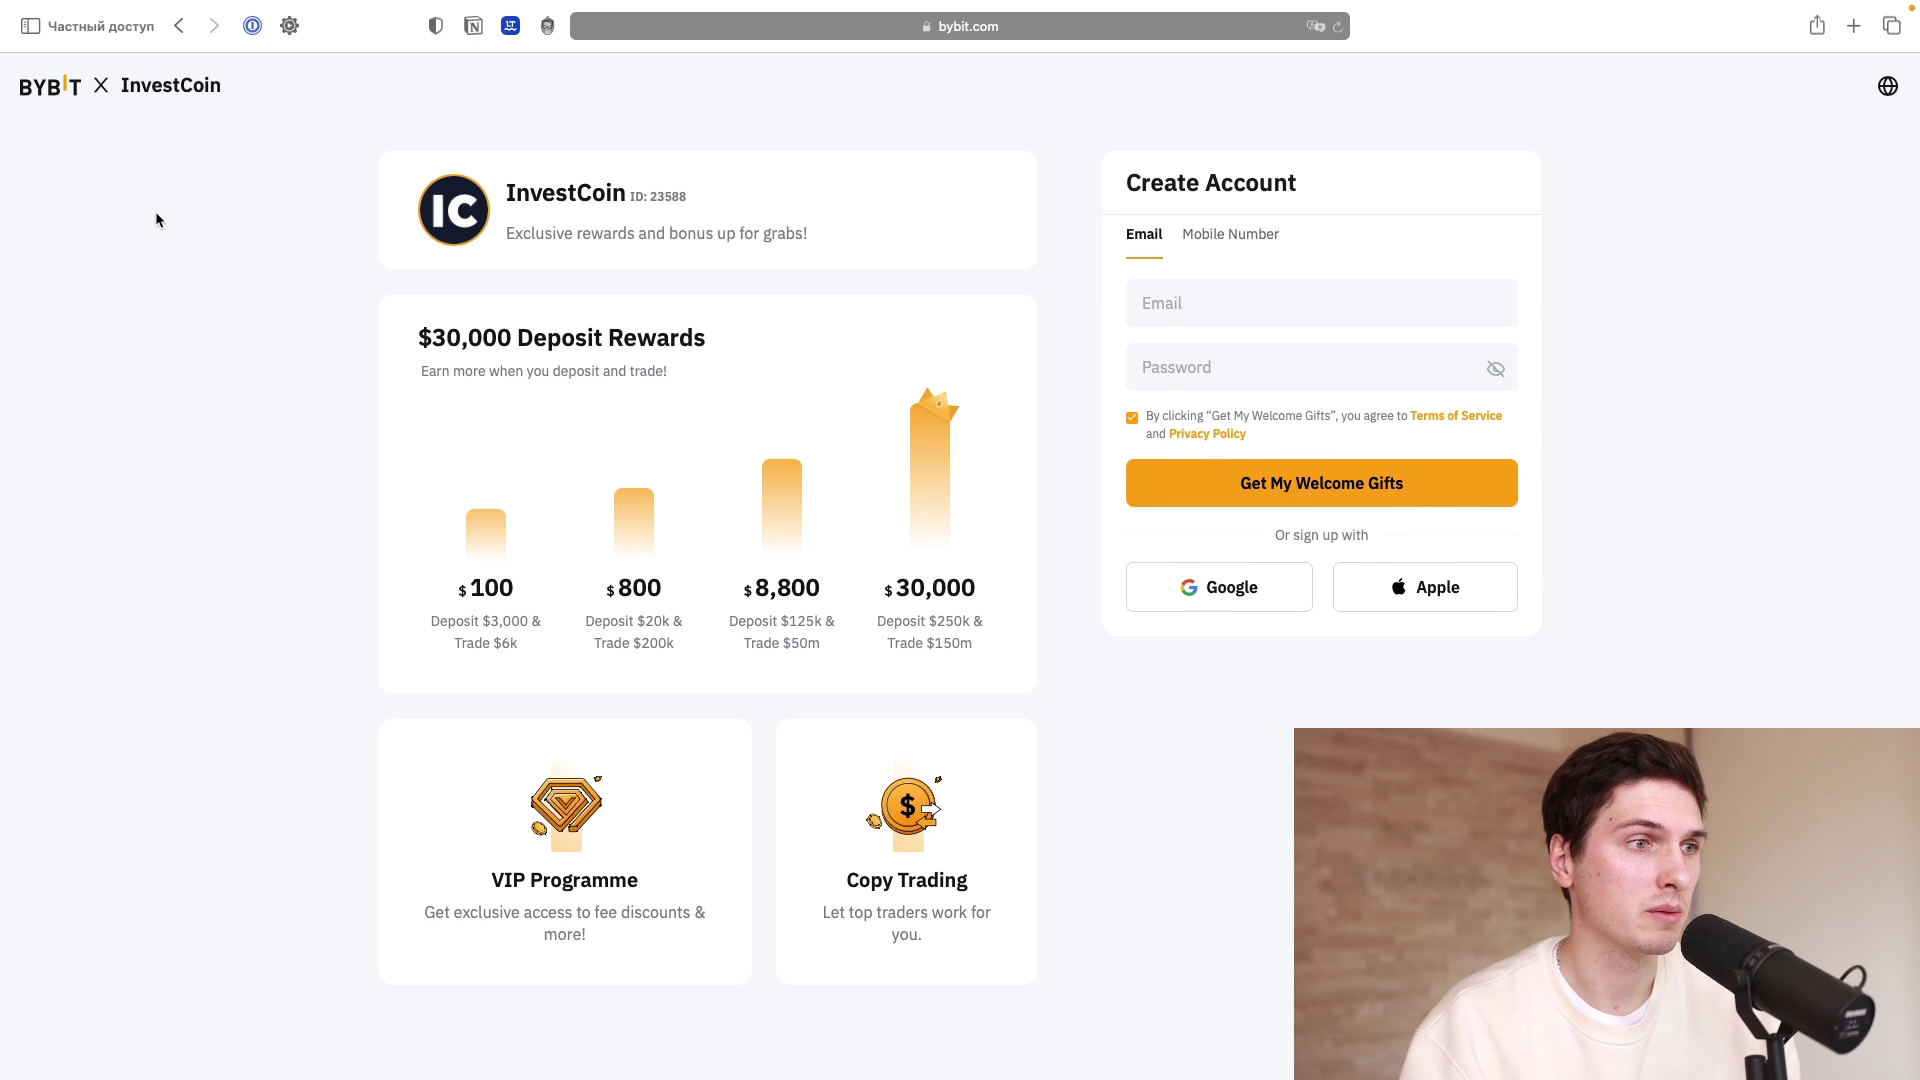 Частный доступ
bybit.com
BYBIT X InvestCoin
IC
InvestCoin ID: 23588
Exclusive rewards and bonus up for grabs!
$30,000 Deposit Rewards
Earn more when you deposit and trade!
$100
Deposit $3,000 &
Trade $6k
$800
Deposit $20k &
Trade $200k
$8,800
Deposit $125k &
Trade $50m
$30,000
Deposit $250k &
Trade $150m
VIP Programme
Get exclusive access to fee discounts &
more!
$
Copy Trading
Let top traders work for
you.
Create Account
Email
Mobile Number
Email
Password
By clicking “Get My Welcome Gifts”, you agree to Terms of Service
and Privacy Policy
Get My Welcome Gifts
Or sign up with
Google
Apple